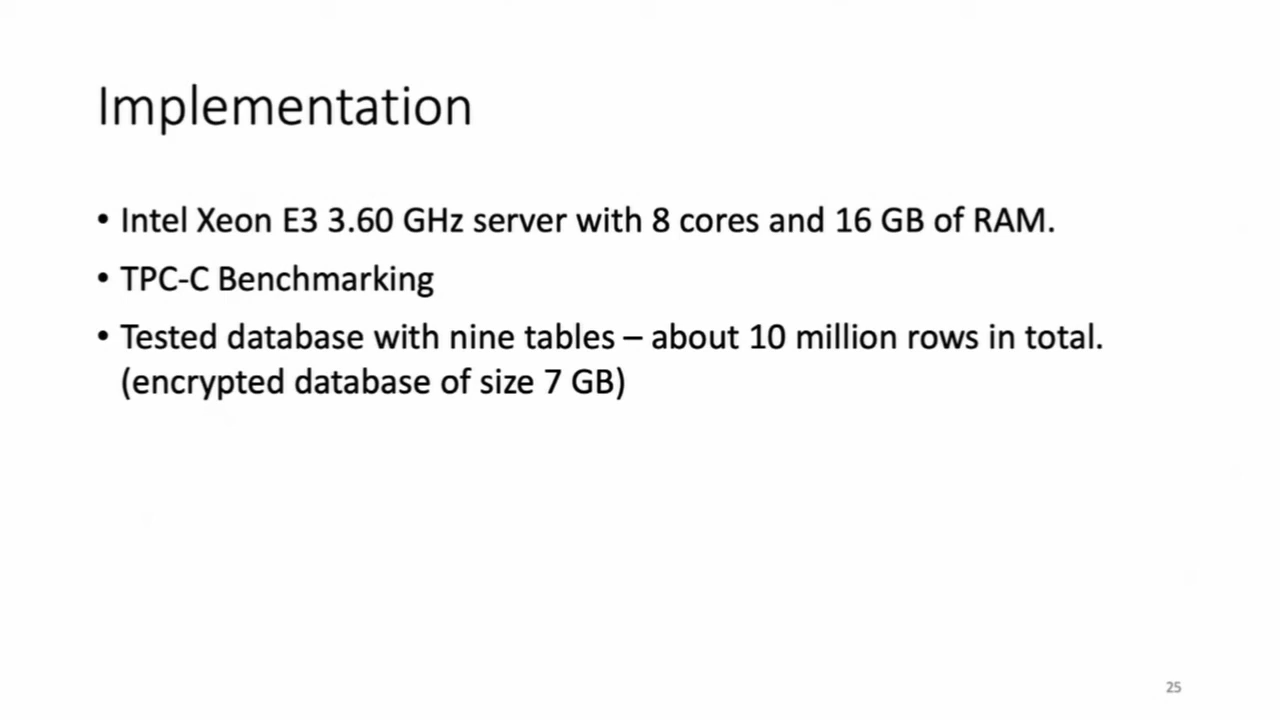 Implementation
• Intel Xeon E3 3.60 GHz server with 8 cores and 16 GB of RAM.
• TPC-C Benchmarking
• Tested database with nine tables – about 10 million rows in total.
(encrypted database of size 7 GB)
25